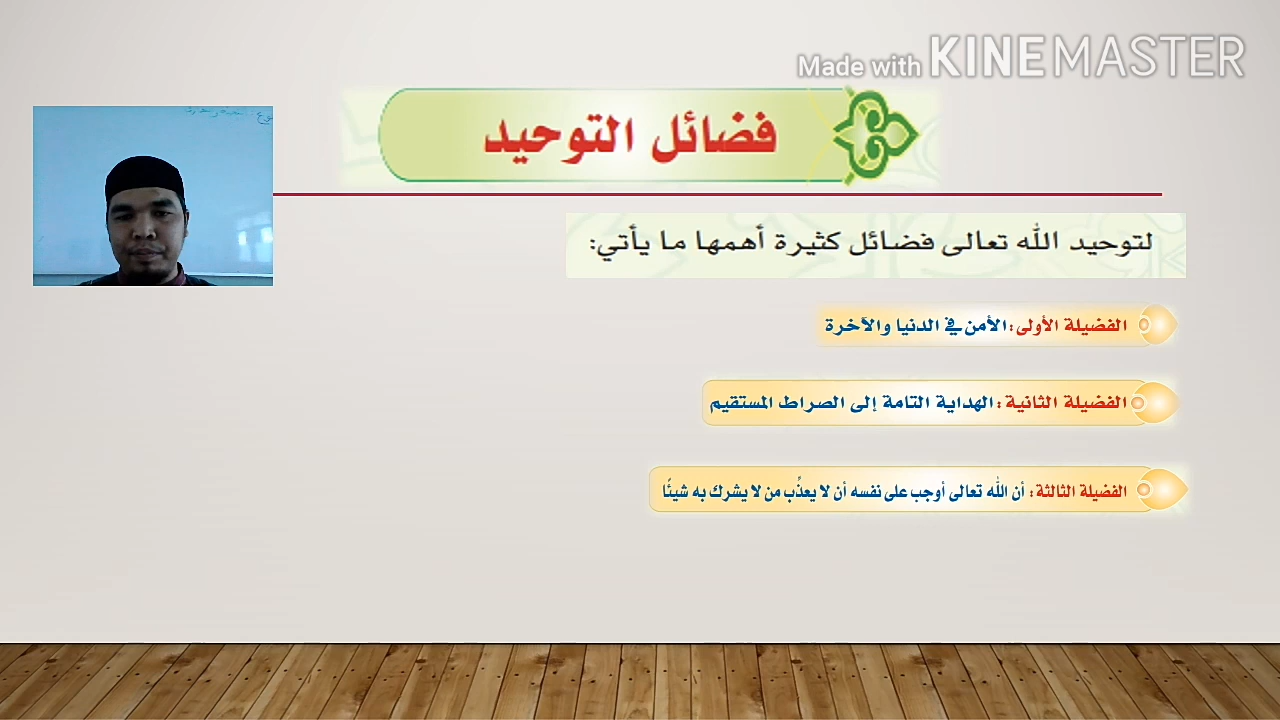 Made with KINEMASTER
فضائل التوحيد
لتوحيد الله تعالى فضائل كثيرة أهمها ما يأتي:
الفضيلة الأولى: الأمن في الدنيا والآخرة
الفضيلة الثانية: الهداية التامة إلى الصراط المستقيم
الفضيلة الثالثة: أن الله تعالى أوجب على نفسه أن لا يعذِّب من لا يشرك به شيئًا